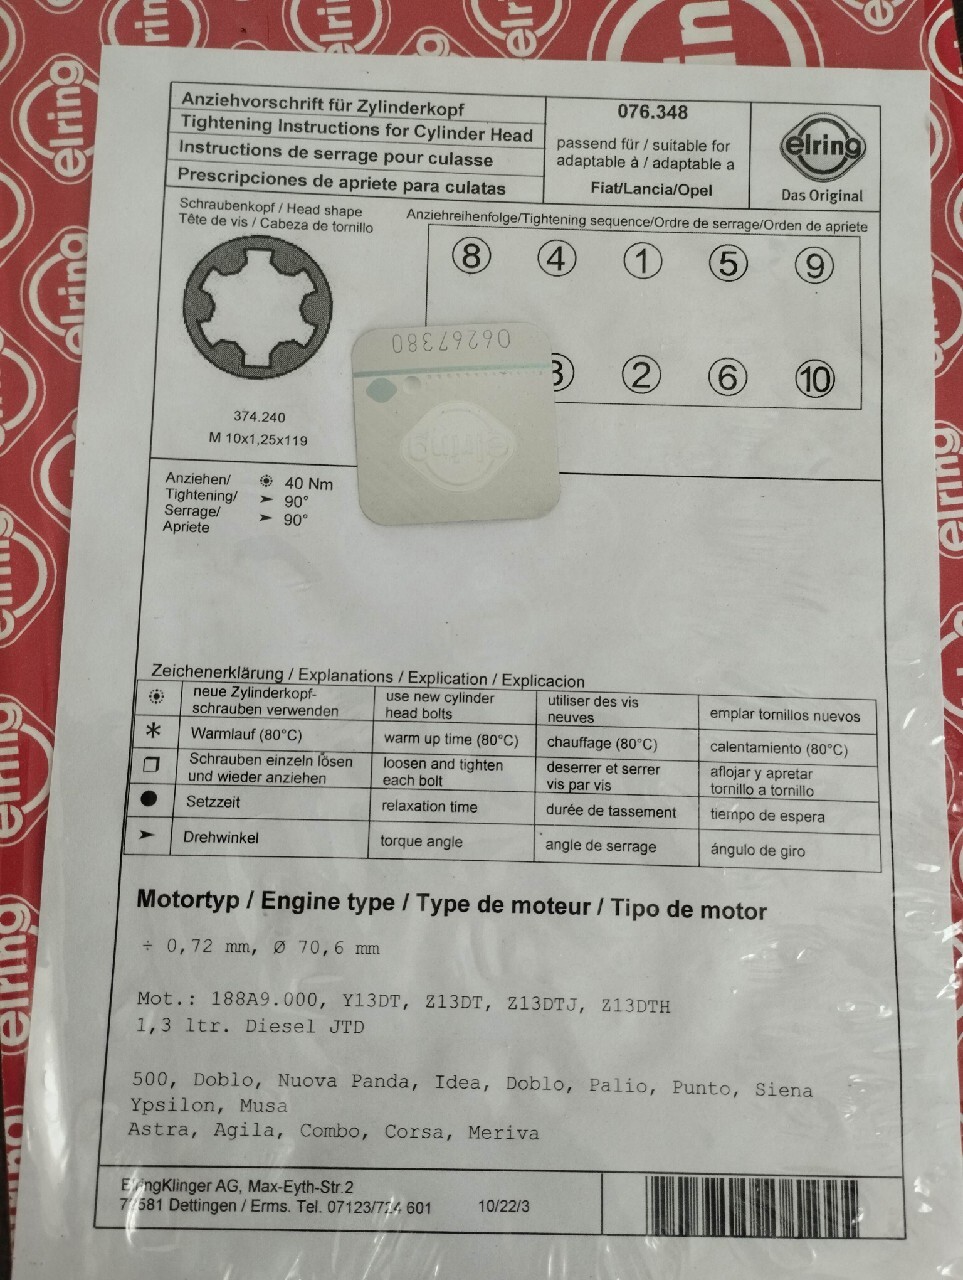 elring
Anziehvorschrift für Zylinderkopf
Tightening Instructions for Cylinder Head
Instructions de serrage pour culasse
Prescripciones de apriete para culatas
076.348
passend für / suitable for
adaptable à / adaptable a
Fiat/Lancia/Opel
elring
Das Original
Schraubenkopf / Head shape
Tête de vis / Cabeza de tornillo
Anziehreihenfolge/Tightening sequence/Ordre de serrage/Orden de apriete
8 4 1 5 9
3 2 6 10
06267380
elring
374.240
M 10x1,25x119
Anziehen/ 40 Nm
Tightening/ ➤ 90°
Serrage/ ➤ 90°
Apriete
Zeichenerklärung / Explanations / Explication / Explicacion
neue Zylinderkopf- use new cylinder utiliser des vis emplar tornillos nuevos
schrauben verwenden head bolts neuves
* Warmlauf (80°C) warm up time (80°C) chauffage (80°C) calentamiento (80°C)
Schrauben einzeln lösen loosen and tighten deserrer et serrer aflojar y apretar
und wieder anziehen each bolt vis par vis tornillo a tornillo
● Setzzeit relaxation time durée de tassement tiempo de espera
➤ Drehwinkel torque angle angle de serrage ángulo de giro
Motortyp / Engine type / Type de moteur / Tipo de motor
÷ 0,72 mm, Ø 70,6 mm
Mot.: 188A9.000, Y13DT, Z13DT, Z13DTJ, Z13DTH
1,3 ltr. Diesel JTD
500, Doblo, Nuova Panda, Idea, Doblo, Palio, Punto, Siena
Ypsilon, Musa
Astra, Agila, Combo, Corsa, Meriva
ElringKlinger AG, Max-Eyth-Str.2
72581 Dettingen / Erms. Tel. 07123/724 601 10/22/3